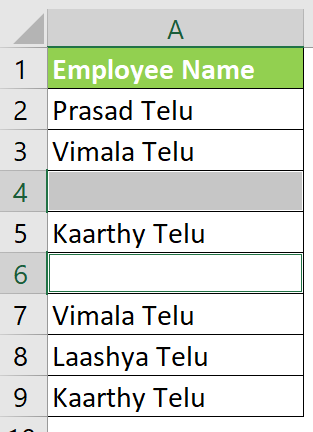 A
1 Employee Name
2 Prasad Telu
3 Vimala Telu
4
5 Kaarthy Telu
6
7 Vimala Telu
8 Laashya Telu
9 Kaarthy Telu